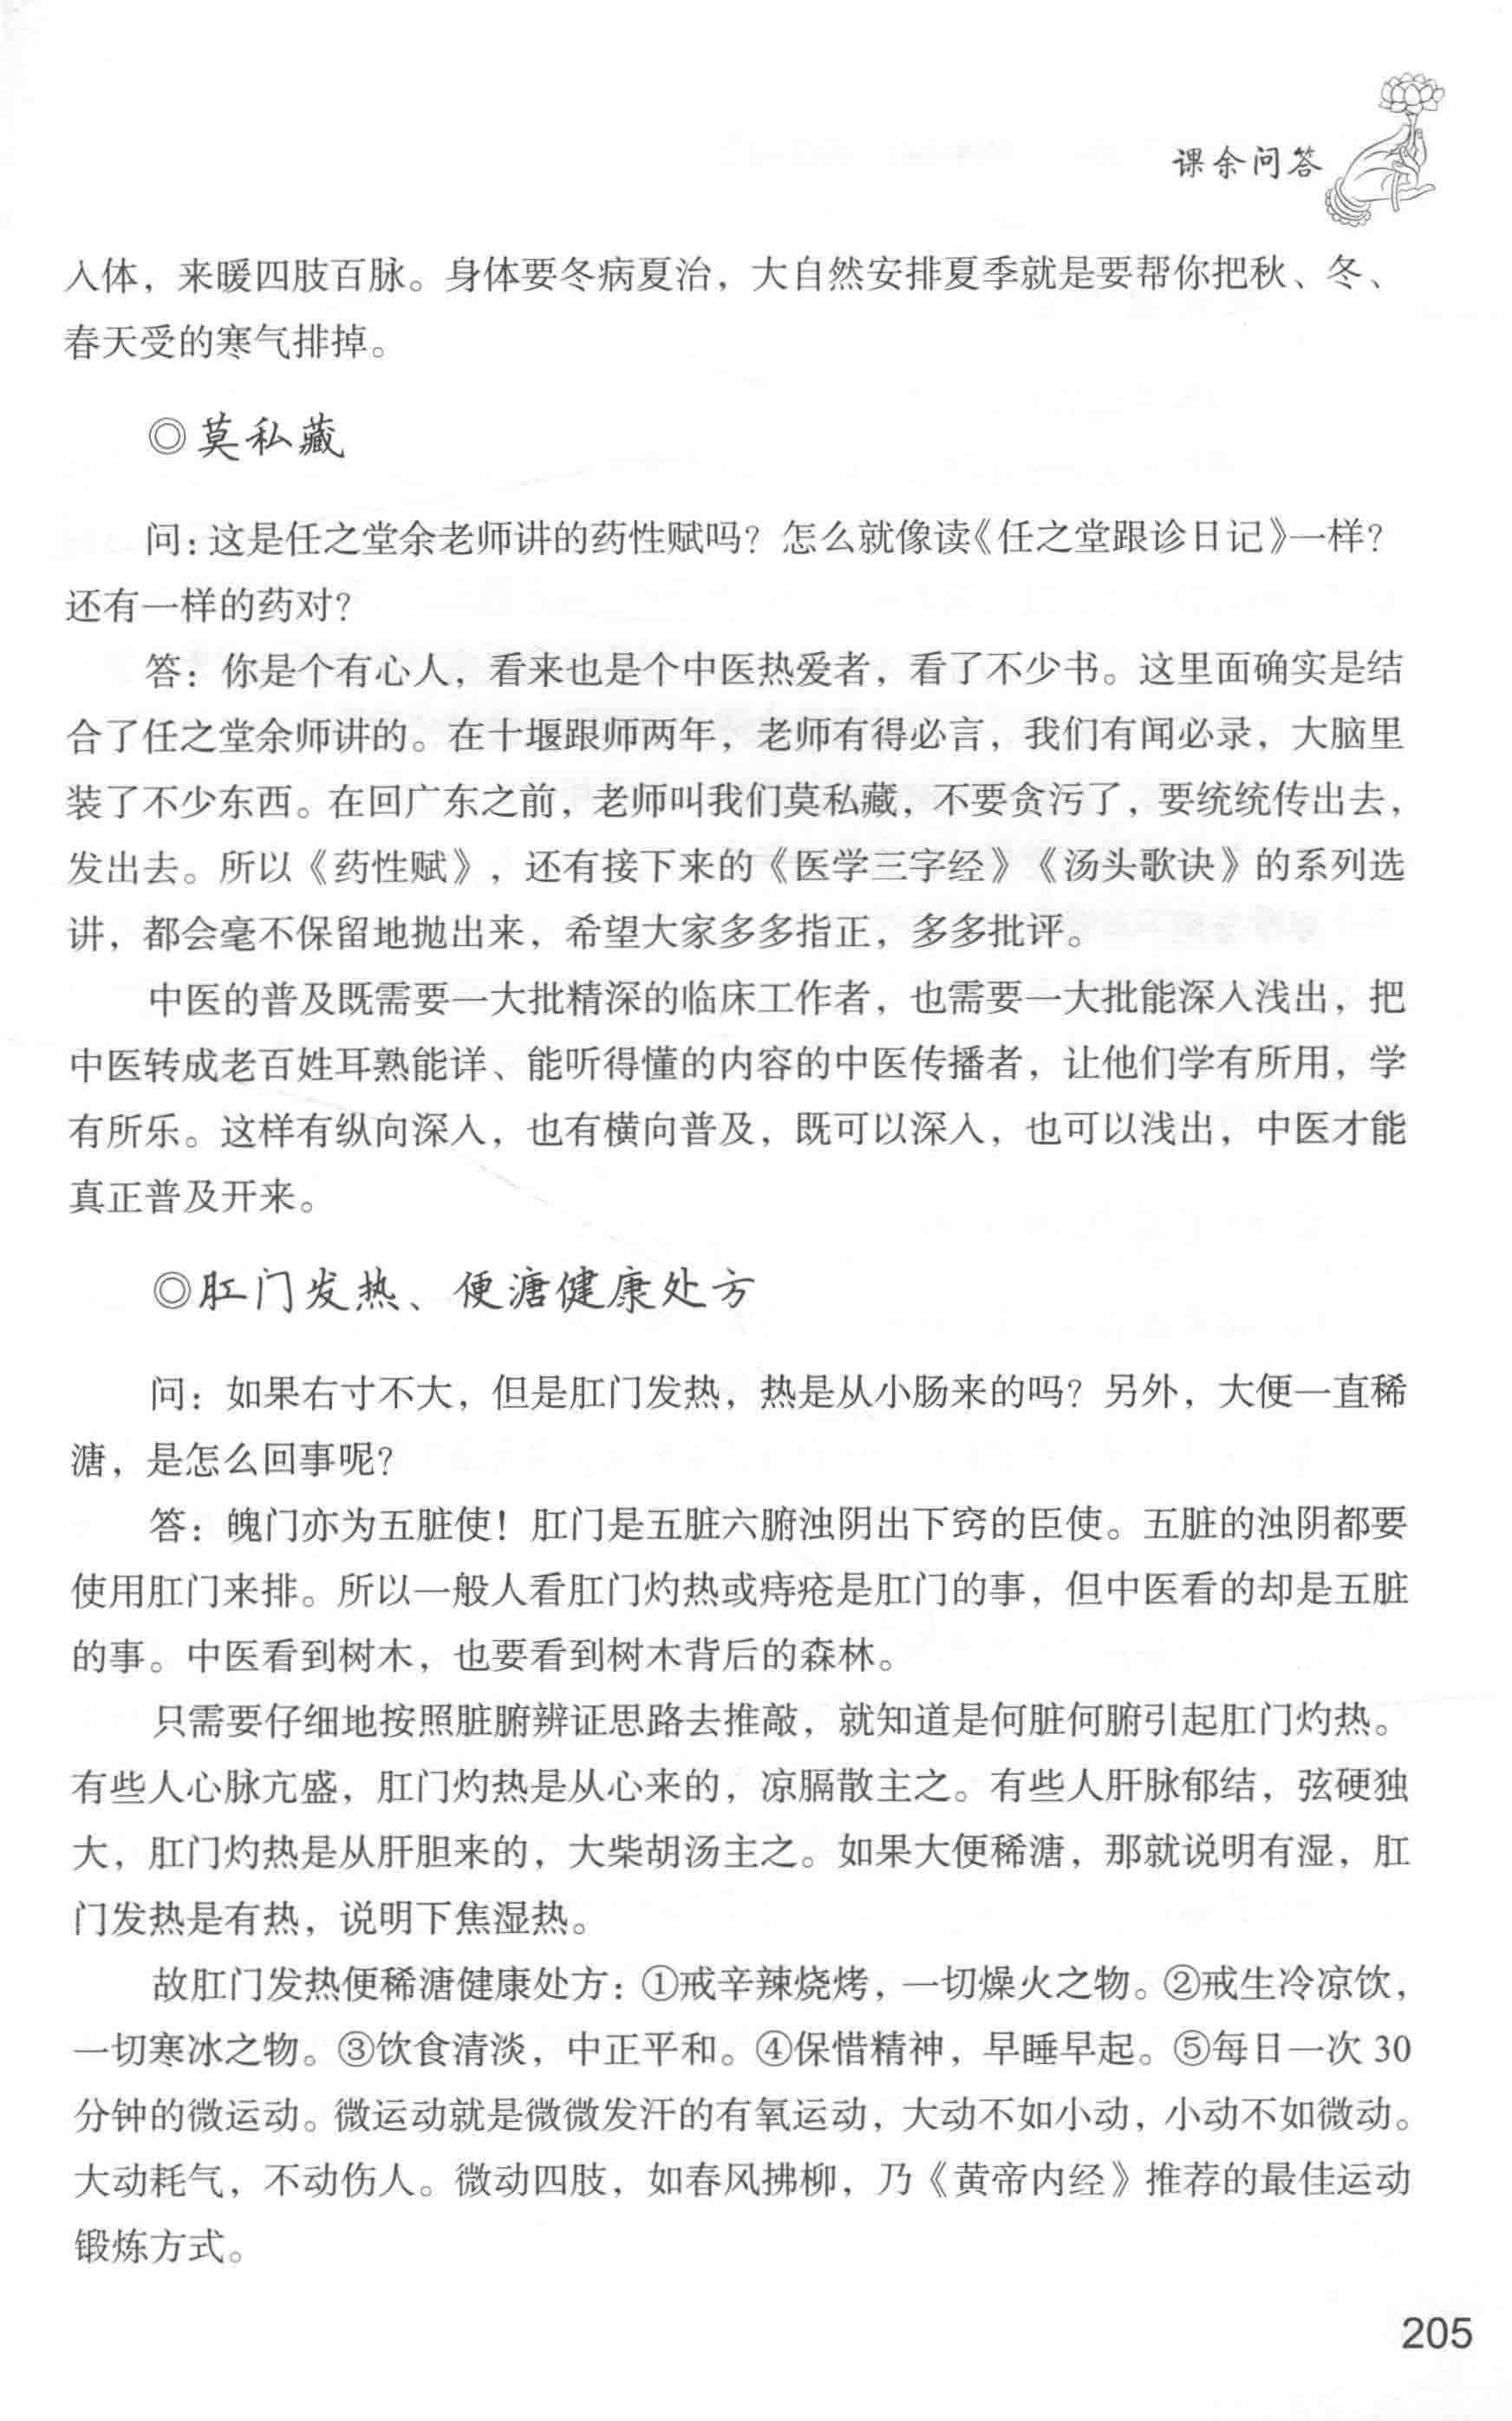 课余问答
入体，来暖四肢百脉。身体要冬病夏治，大自然安排夏季就是要帮你把秋、冬、
春天受的寒气排掉。
◎莫私藏
问：这是任之堂余老师讲的药性赋吗？怎么就像读《任之堂跟诊日记》一样？
还有一样的药对？
答：你是个有心人，看来也是个中医热爱者，看了不少书。这里面确实是结
合了任之堂余师讲的。在十堰跟师两年，老师有得必言，我们有闻必录，大脑里
装了不少东西。在回广东之前，老师叫我们莫私藏，不要贪污了，要统统传出去，
发出去。所以《药性赋》，还有接下来的《医学三字经》《汤头歌诀》的系列选
讲，都会毫不保留地抛出来，希望大家多多指正，多多批评。
中医的普及既需要一大批精深的临床工作者，也需要一大批能深入浅出，把
中医转成老百姓耳熟能详、能听得懂的内容的中医传播者，让他们学有所用，学
有所乐。这样有纵向深入，也有横向普及，既可以深入，也可以浅出，中医才能
真正普及开来。
◎肛门发热、便溏健康处方
问：如果右寸不大，但是肛门发热，热是从小肠来的吗？另外，大便一直稀
溏，是怎么回事呢？
答：魄门亦为五脏使！肛门是五脏六腑浊阴出下窍的臣使。五脏的浊阴都要
使用肛门来排。所以一般人看肛门灼热或痔疮是肛门的事，但中医看的却是五脏
的事。中医看到树木，也要看到树木背后的森林。
只需要仔细地按照脏腑辨证思路去推敲，就知道是何脏何腑引起肛门灼热。
有些人心脉亢盛，肛门灼热是从心来的，凉膈散主之。有些人肝脉郁结，弦硬独
大，肛门灼热是从肝胆来的，大柴胡汤主之。如果大便稀溏，那就说明有湿，肛
门发热是有热，说明下焦湿热。
故肛门发热便稀溏健康处方：①戒辛辣烧烤，一切燥火之物。②戒生冷凉饮，
一切寒冰之物。③饮食清淡，中正平和。④保惜精神，早睡早起。⑤每日一次 30
分钟的微运动。微运动就是微微发汗的有氧运动，大动不如小动，小动不如微动。
大动耗气，不动伤人。微动四肢，如春风拂柳，乃《黄帝内经》推荐的最佳运动
锻炼方式。
205